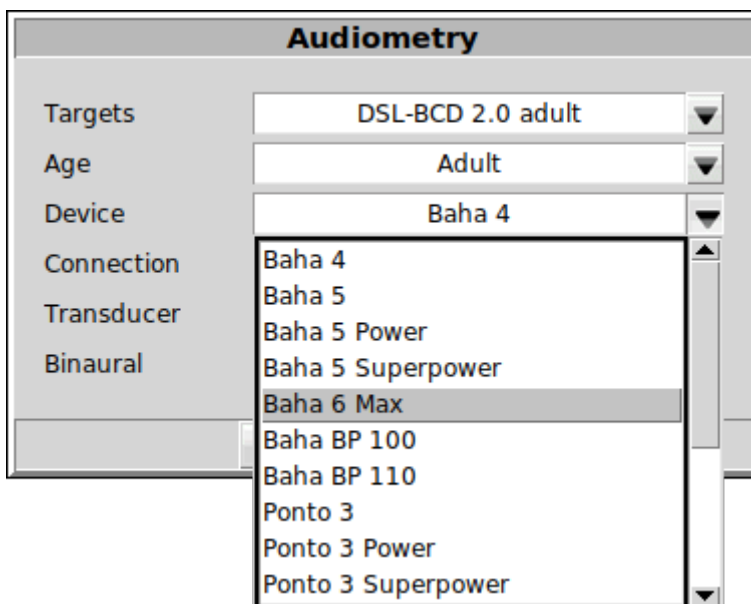 Audiometry
Targets DSL-BCD 2.0 adult
Age Adult
Device Baha 4
Connection Baha 4
Baha 5
Transducer Baha 5 Power
Binaural Baha 5 Superpower
Baha 6 Max
Baha BP 100
Baha BP 110
Ponto 3
Ponto 3 Power
Ponto 3 Superpower